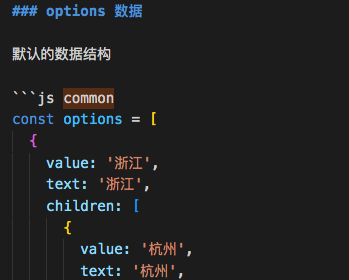 ### options 数据
默认的数据结构
```js common
const options = [
{
value: '浙江',
text: '浙江',
children: [
{
value: '杭州',
text: '杭州',